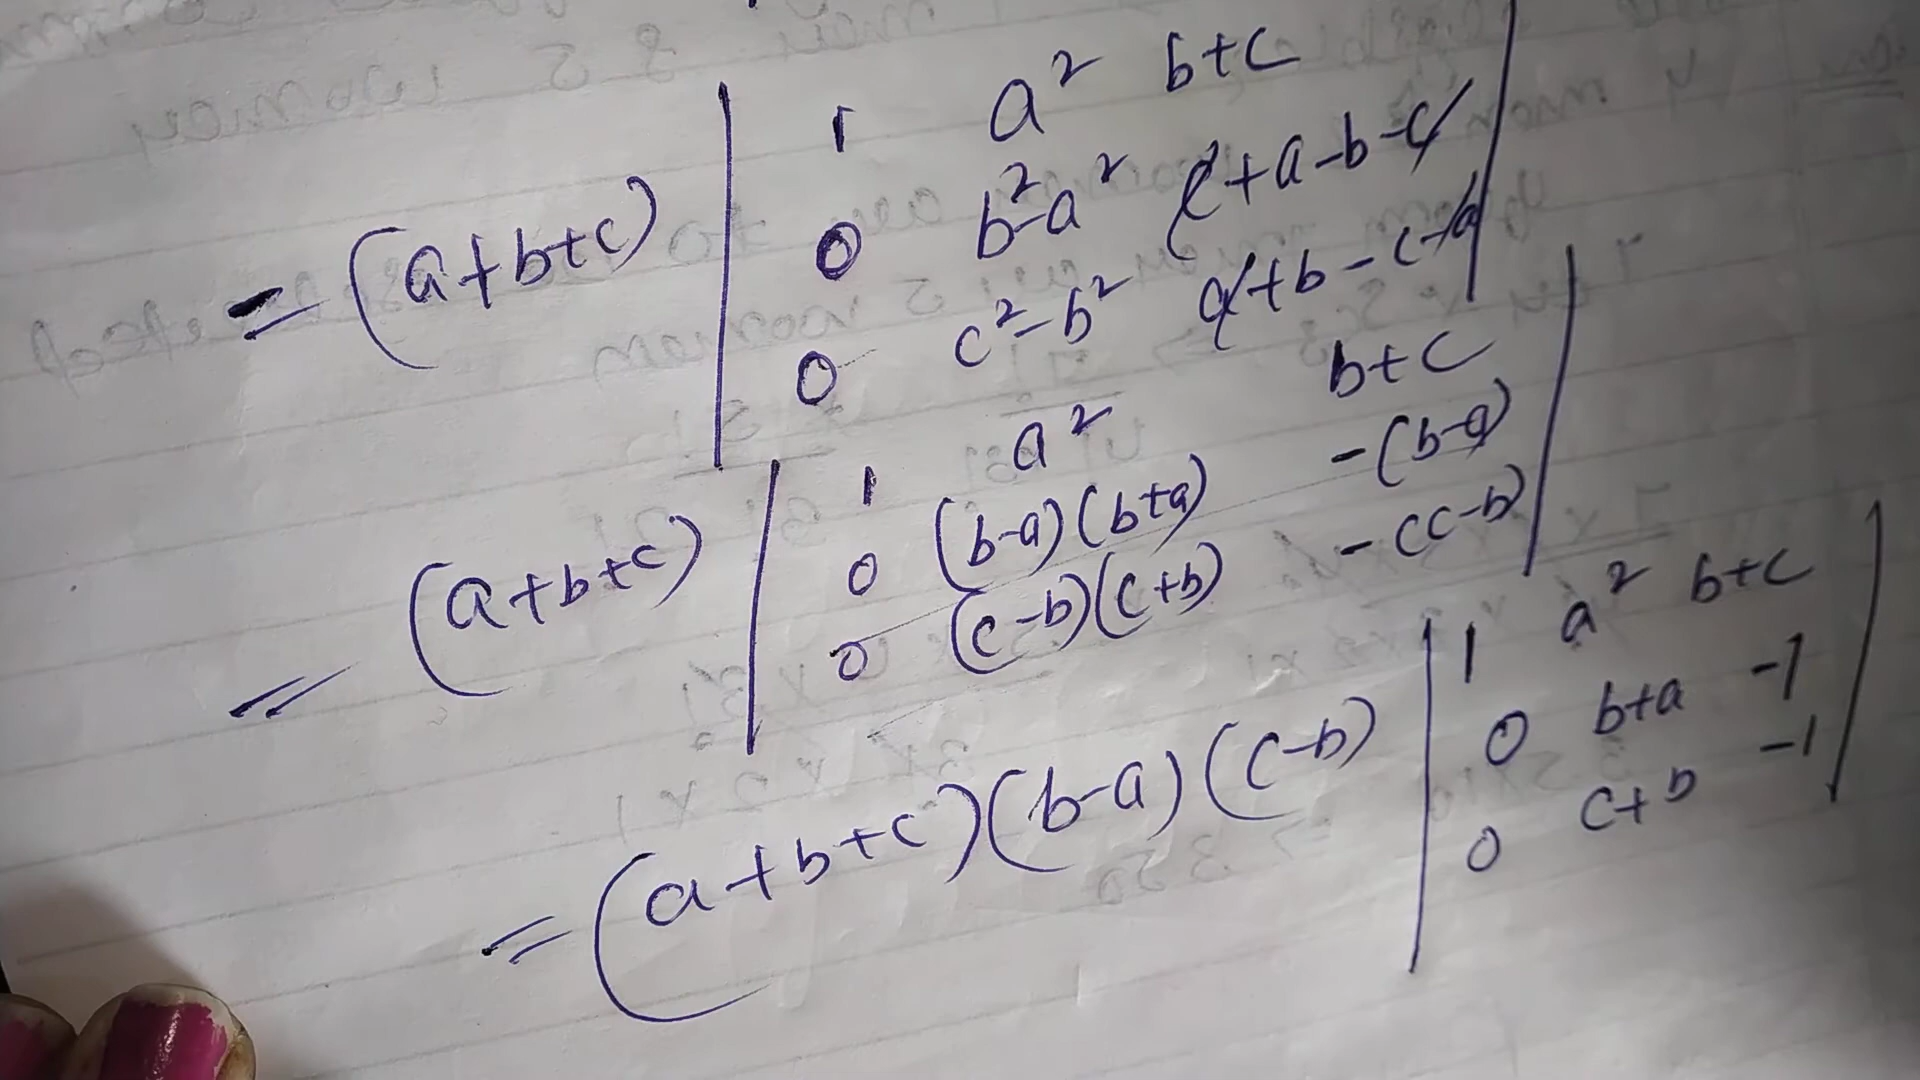 = (a+b+c) | 1 a² b+c |
0 b²-a² c+a-b-c
0 c²-b² a+b-c-a
= (a+b+c) | 1 a² b+c |
0 (b-a)(b+a) -(b-a)
0 (c-b)(c+b) -(c-b)
= (a+b+c)(b-a)(c-b) | 1 a² b+c |
0 b+a -1
0 c+b -1